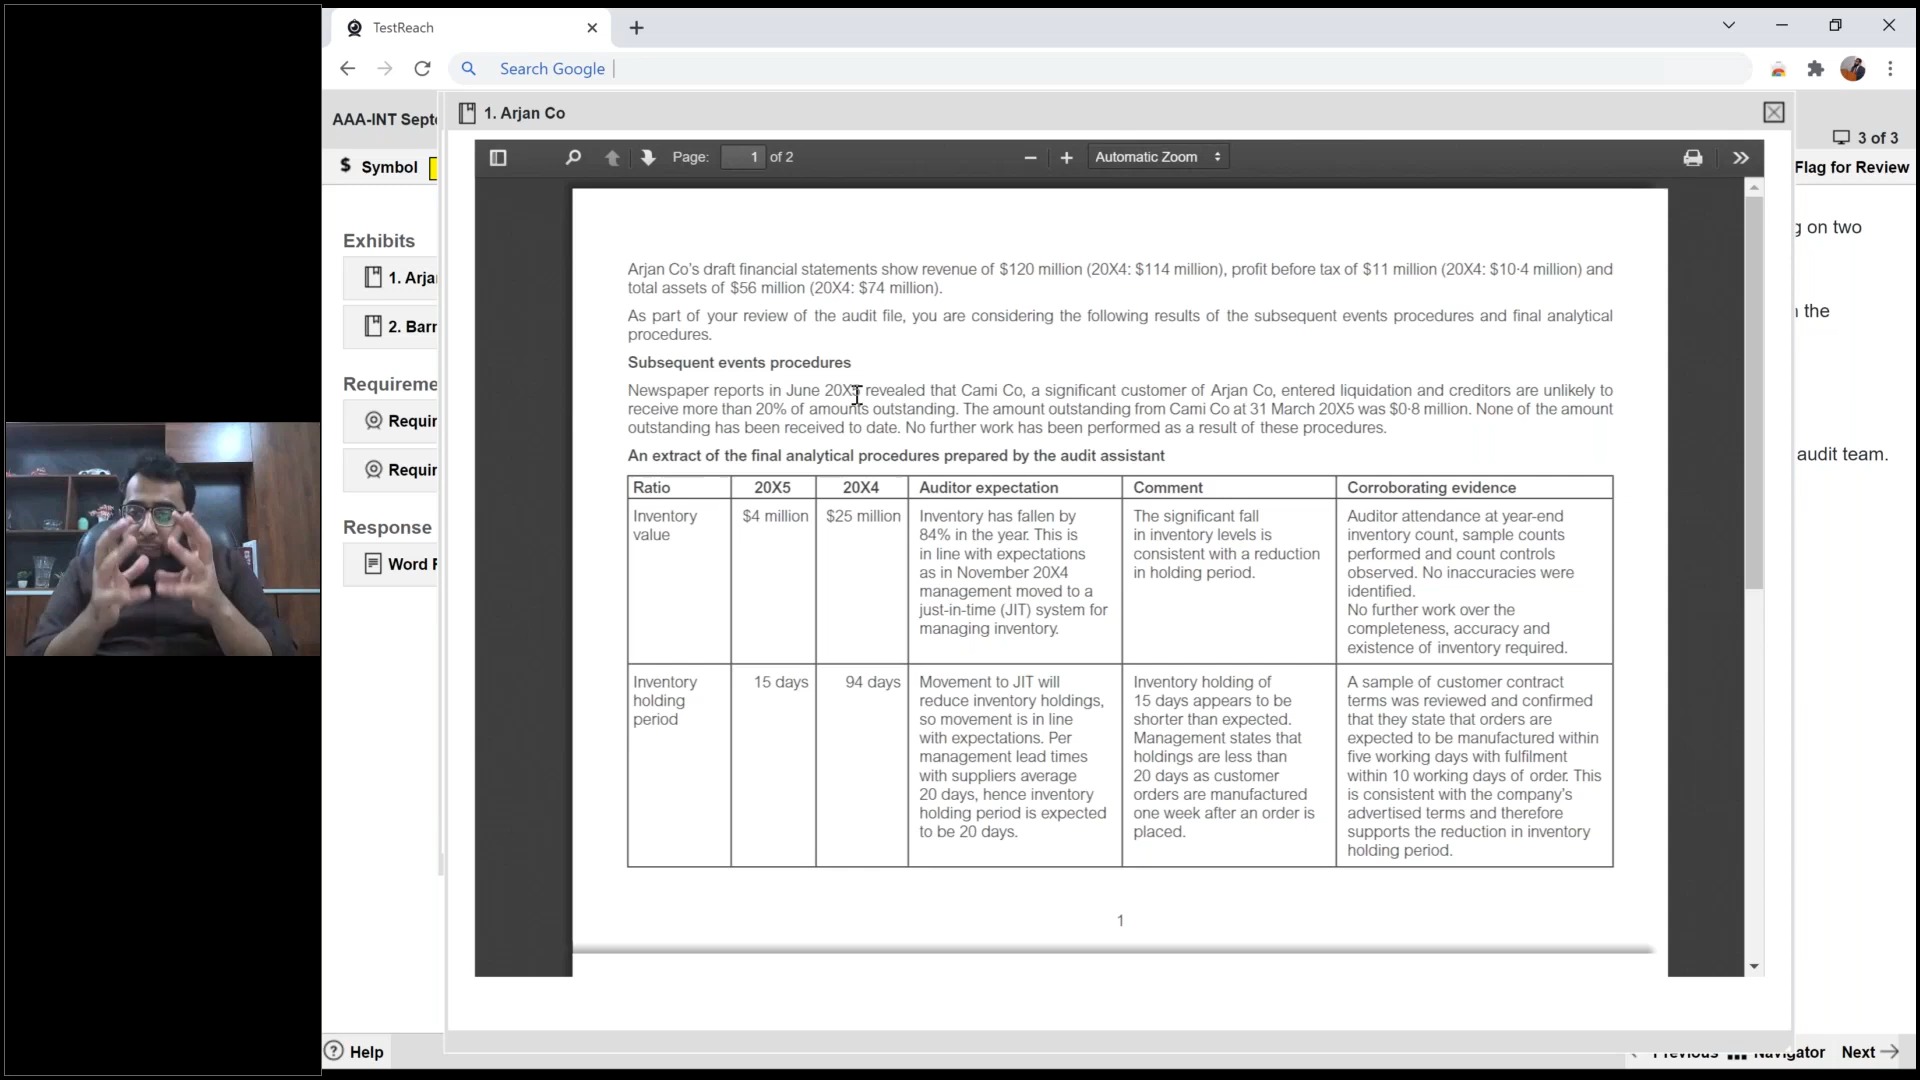 TestReach
Search Google
AAA-INT Sept
1. Arjan Co
3 of 3
$ Symbol
Page: 1 of 2
Automatic Zoom
Flag for Review
Exhibits
1. Arja
2. Barr
Requireme
Requir
Requir
Response
Word F
g on two
the
audit team.
Arjan Co's draft financial statements show revenue of $120 million (20X4: $114 million), profit before tax of $11 million (20X4: $10·4 million) and
total assets of $56 million (20X4: $74 million).
As part of your review of the audit file, you are considering the following results of the subsequent events procedures and final analytical
procedures.
Subsequent events procedures
Newspaper reports in June 20X5 revealed that Cami Co, a significant customer of Arjan Co, entered liquidation and creditors are unlikely to
receive more than 20% of amounts outstanding. The amount outstanding from Cami Co at 31 March 20X5 was $0·8 million. None of the amount
outstanding has been received to date. No further work has been performed as a result of these procedures.
An extract of the final analytical procedures prepared by the audit assistant
Ratio 20X5 20X4 Auditor expectation Comment Corroborating evidence
Inventory
value
$4 million
$25 million
Inventory has fallen by
84% in the year. This is
in line with expectations
as in November 20X4
management moved to a
just-in-time (JIT) system for
managing inventory.
The significant fall
in inventory levels is
consistent with a reduction
in holding period.
Auditor attendance at year-end
inventory count, sample counts
performed and count controls
observed. No inaccuracies were
identified.
No further work over the
completeness, accuracy and
existence of inventory required.
Inventory
holding
period
15 days
94 days
Movement to JIT will
reduce inventory holdings,
so movement is in line
with expectations. Per
management lead times
with suppliers average
20 days, hence inventory
holding period is expected
to be 20 days.
Inventory holding of
15 days appears to be
shorter than expected.
Management states that
holdings are less than
20 days as customer
orders are manufactured
one week after an order is
placed.
A sample of customer contract
terms was reviewed and confirmed
that they state that orders are
expected to be manufactured within
five working days with fulfilment
within 10 working days of order. This
is consistent with the company's
advertised terms and therefore
supports the reduction in inventory
holding period.
1
Help
Previous
Navigator
Next